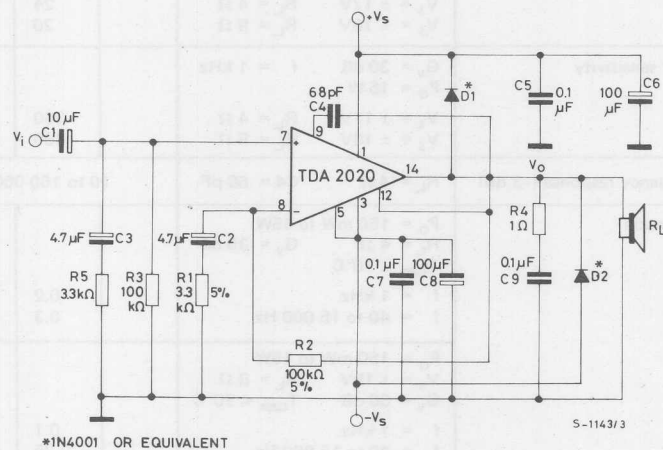 +Vs
68 pF
C4
*
D1
C5
0.1
µF
C6
100
µF
10µF
C1
Vi
7
+
9
1
TDA 2020
14
8
−
5
3
12
Vo
4.7µF
C3
4.7µF
C2
R4
1Ω
RL
R5
3.3kΩ
R3
100
kΩ
R1
3.3
kΩ
5%
0.1µF
C7
100µF
C8
0.1µF
C9
*
D2
R2
100kΩ
5%
-Vs
S-1143/3
*1N4001 OR EQUIVALENT